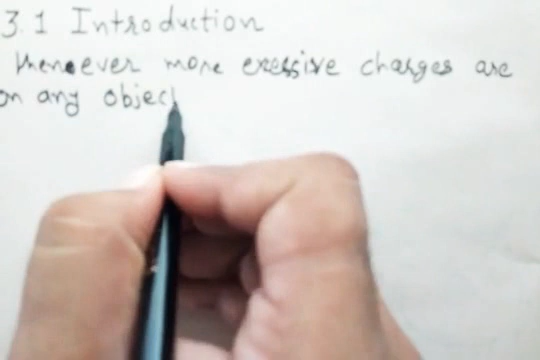 3.1 Introduction
Whenever more excessive charges are
on any object